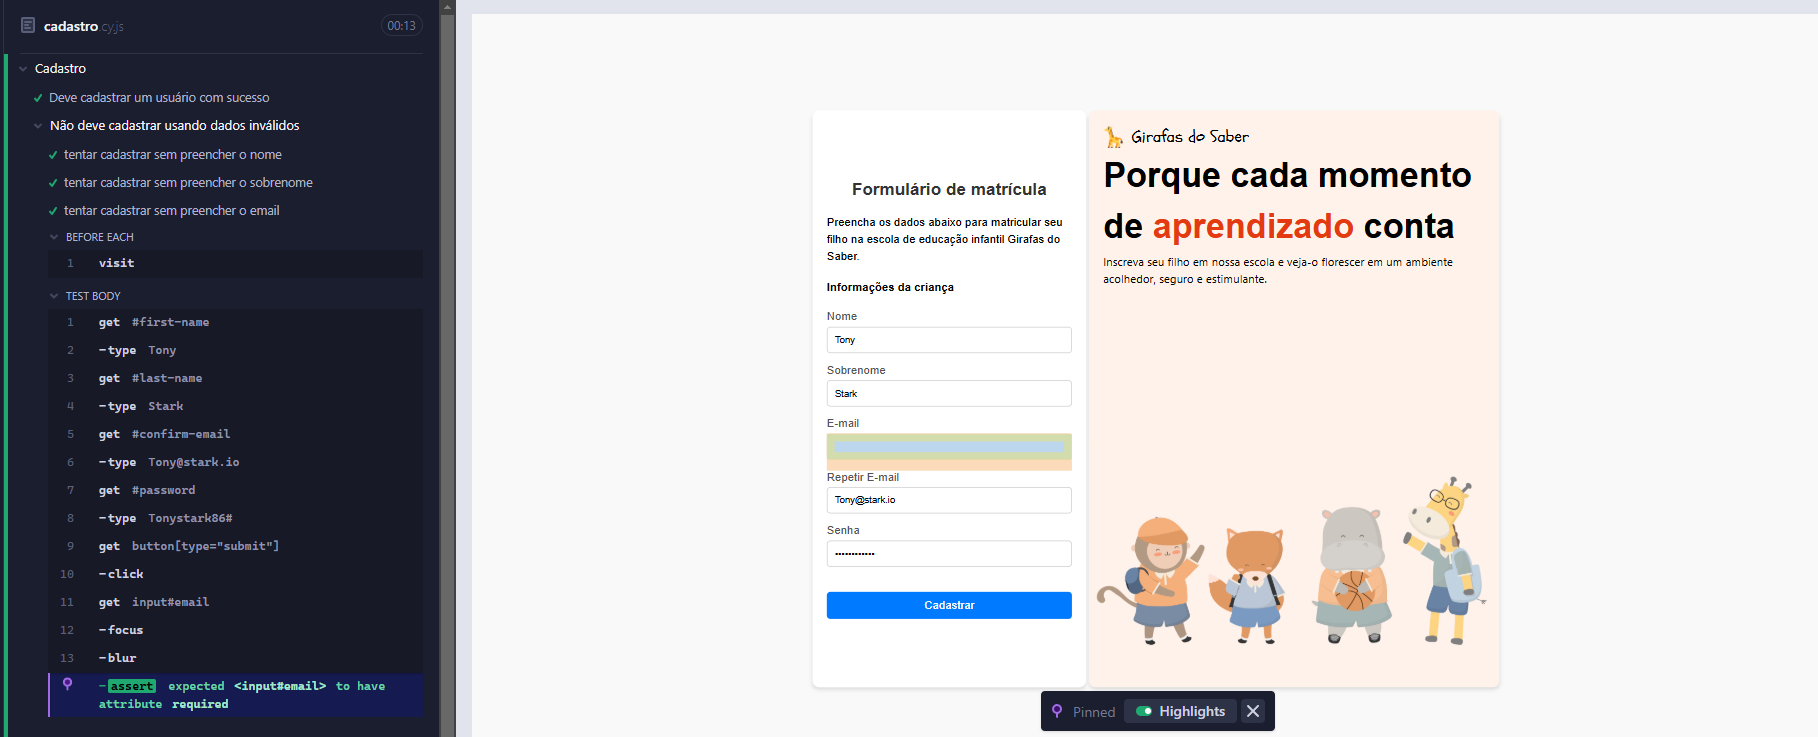 cadastro.cy.js
00:13
Cadastro
Deve cadastrar um usuário com sucesso
Não deve cadastrar usando dados inválidos
tentar cadastrar sem preencher o nome
tentar cadastrar sem preencher o sobrenome
tentar cadastrar sem preencher o email
BEFORE EACH
1 visit
TEST BODY
1 get #first-name
2 -type Tony
3 get #last-name
4 -type Stark
5 get #confirm-email
6 -type Tony@stark.io
7 get #password
8 -type Tonystark86#
9 get button[type="submit"]
10 -click
11 get input#email
12 -focus
13 -blur
-assert expected <input#email> to have
attribute required
Formulário de matrícula
Preencha os dados abaixo para matricular seu
filho na escola de educação infantil Girafas do
Saber.
Informações da criança
Nome
Tony
Sobrenome
Stark
E-mail
Repetir E-mail
Tony@stark.io
Senha
••••••••••••
Cadastrar
Girafas do Saber
Porque cada momento
de aprendizado conta
Inscreva seu filho em nossa escola e veja-o florescer em um ambiente
acolhedor, seguro e estimulante.
Pinned
Highlights